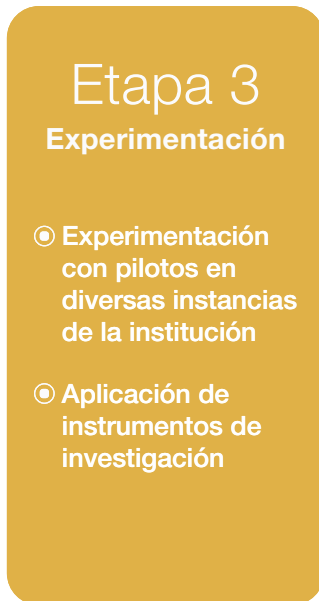 Etapa 3
Experimentación
Experimentación
con pilotos en
diversas instancias
de la institución
Aplicación de
instrumentos de
investigación